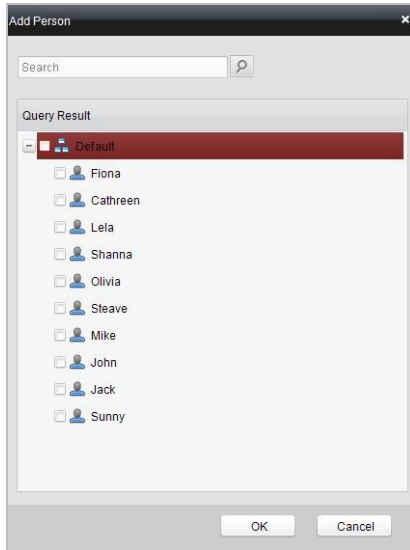 Add Person
Search
Query Result
Default
Fiona
Cathreen
Lela
Shanna
Olivia
Steave
Mike
John
Jack
Sunny
OK Cancel